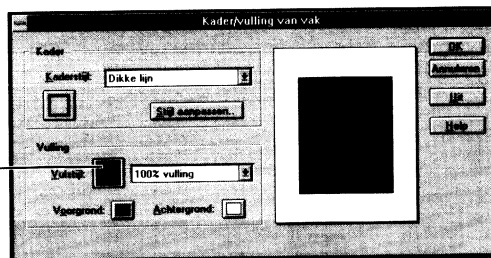 Kader/vulling van vak
Kader
Kaderstijl: Dikke lijn
Stijl aanpassen..
Vulling
Vulstijl: 100% vulling
Voorgrond: Achtergrond:
OK
Annuleren
Uit
Help